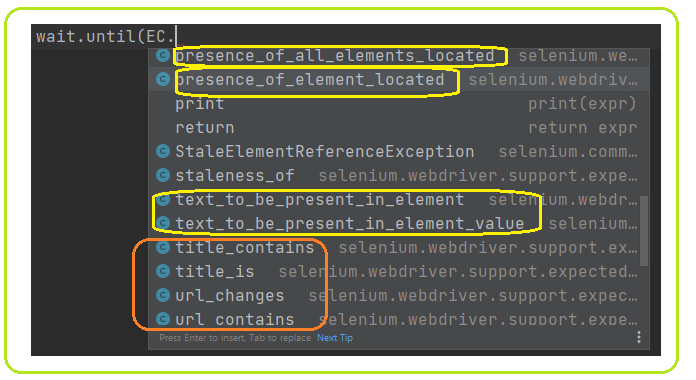 wait.until(EC.
presence_of_all_elements_located selenium.we…
presence_of_element_located selenium.webdriv…
print print(expr)
return return expr
StaleElementReferenceException selenium.comm…
staleness_of selenium.webdriver.support.expe…
text_to_be_present_in_element selenium.webdr…
text_to_be_present_in_element_value selenium…
title_contains selenium.webdriver.support.ex…
title_is selenium.webdriver.support.expected…
url_changes selenium.webdriver.support.expec…
url_contains selenium.webdriver.support.expe…
Press Enter to insert, Tab to replace Next Tip